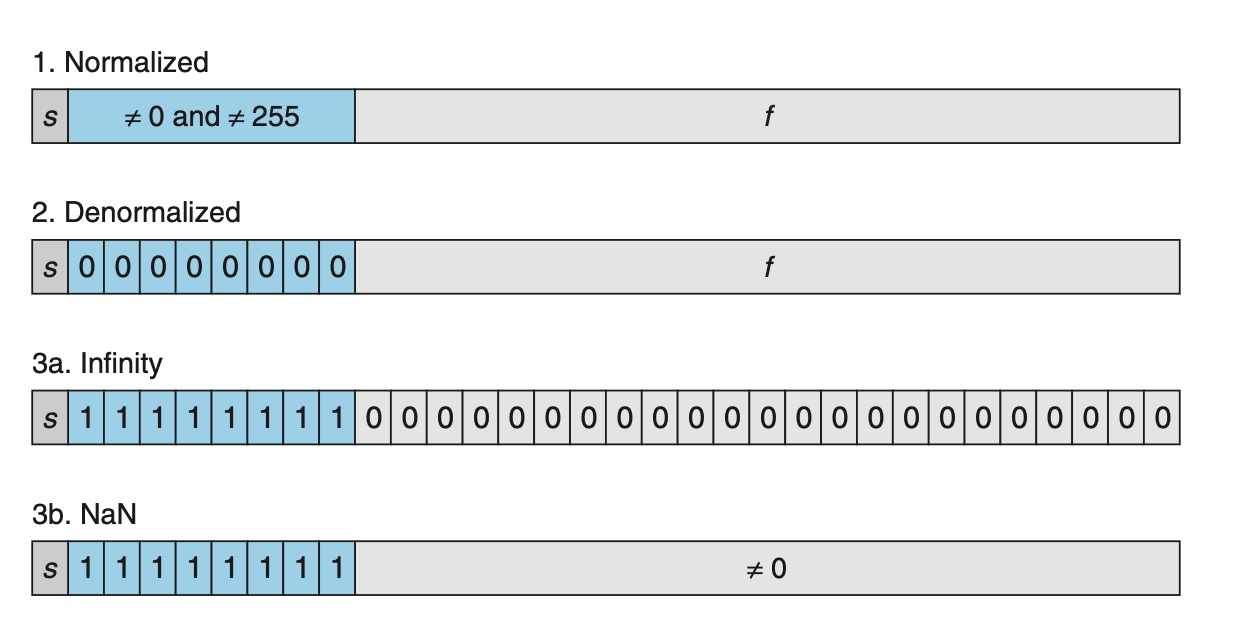 1. Normalized
s ≠ 0 and ≠ 255 f
2. Denormalized
s 0 0 0 0 0 0 0 0 f
3a. Infinity
s 1 1 1 1 1 1 1 1 0 0 0 0 0 0 0 0 0 0 0 0 0 0 0 0 0 0 0 0 0 0 0
3b. NaN
s 1 1 1 1 1 1 1 1 ≠ 0